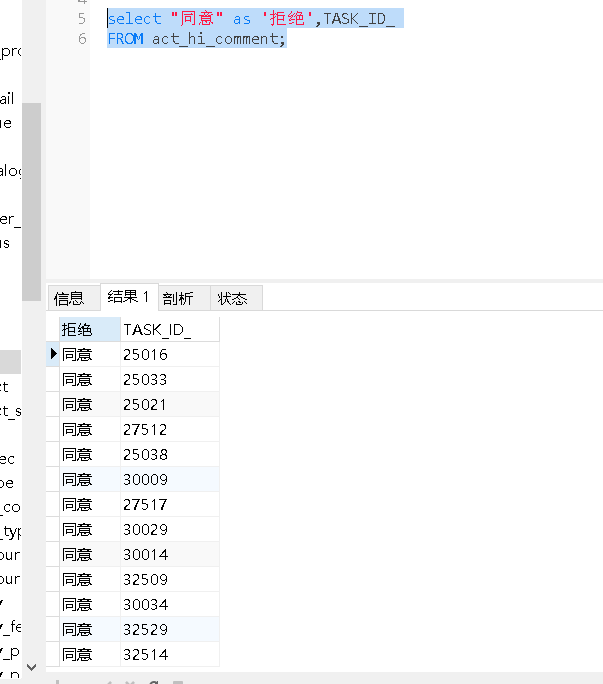 5 select "同意" as '拒绝',TASK_ID_
6 FROM act_hi_comment;
_pro
ail
ue
alog
er_
us
ct
ct_s
ec
pe
_co
_typ
our
our
y
y_fe
y_p
y_p
信息 结果 1 剖析 状态
拒绝 TASK_ID_
同意 25016
同意 25033
同意 25021
同意 27512
同意 25038
同意 30009
同意 27517
同意 30029
同意 30014
同意 32509
同意 30034
同意 32529
同意 32514